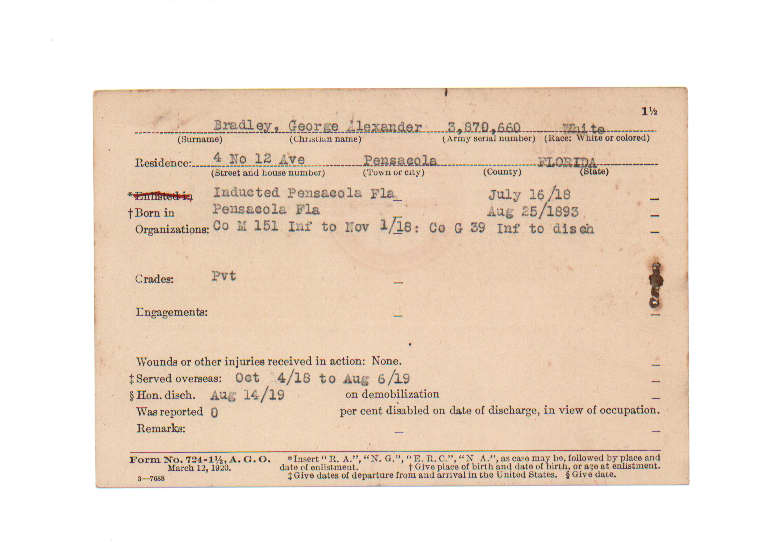 1½
Bradley, George Alexander 3,879,660 White
(Surname) (Christian name) (Army serial number) (Race: White or colored)
Residence: 4 No 12 Ave Pensacola FLORIDA
(Street and house number) (Town or city) (County) (State)
*Enlisted in Inducted Pensacola Fla July 16/18
†Born in Pensacola Fla Aug 25/1893
Organizations: Co M 151 Inf to Nov 1/18: Co G 39 Inf to disch
Grades: Pvt
Engagements:
Wounds or other injuries received in action: None.
‡Served overseas: Oct 4/18 to Aug 6/19
§Hon. disch. Aug 14/19 on demobilization
Was reported 0 per cent disabled on date of discharge, in view of occupation.
Remarks:
Form No. 724-1½, A. G. O. *Insert "R. A.", "N. G.", "E. R. C.", "N. A.", as case may be, followed by place and
March 12, 1920. date of enlistment. †Give place of birth and date of birth, or age at enlistment.
3—7688 ‡Give dates of departure from and arrival in the United States. §Give date.